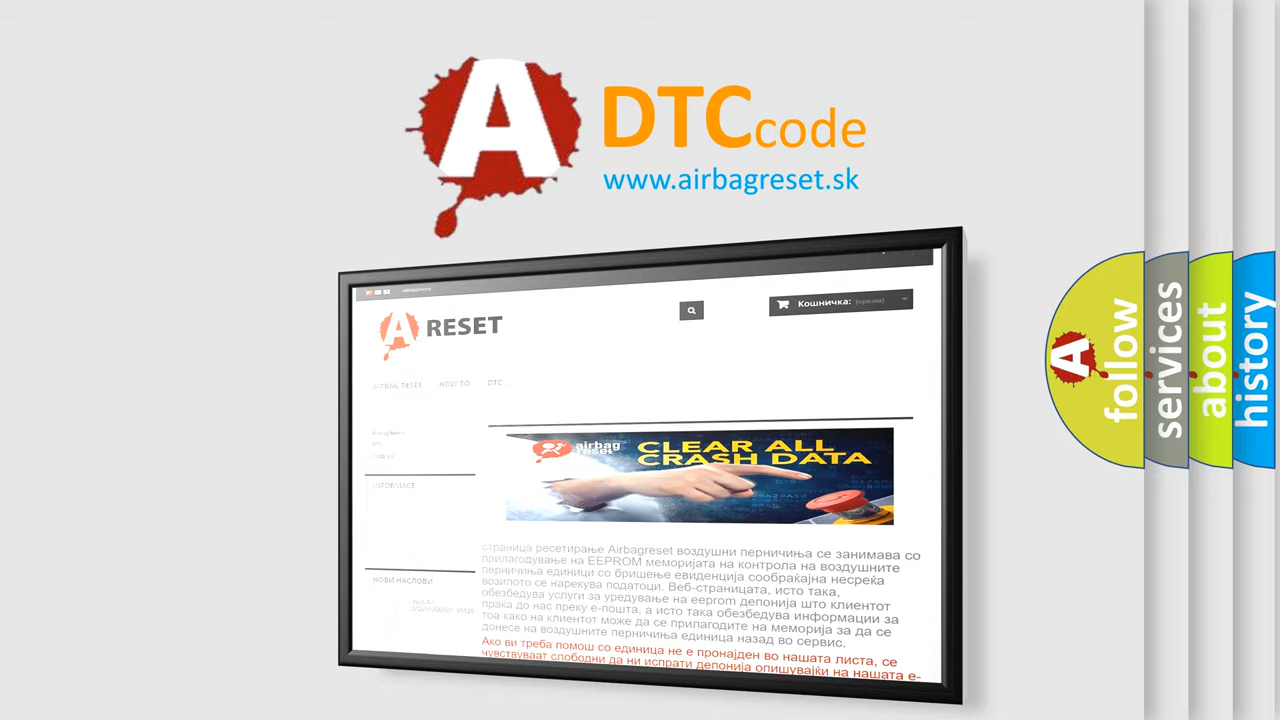 A
DTC code
www.airbagreset.sk
A RESET
Кошничка: (празни)
AIRBAG RESET HOW TO DTC
INFORMACE
НОВИ НАСЛОВИ
airbag reset
CLEAR ALL
CRASH DATA
страница ресетирање Airbagreset воздушни перничиња се занимава со
прилагодување на EEPROM меморијата на контрола на воздушните
перничиња единици со бришење евиденција сообраќајна несреќа
возилото се нарекува податоци. Веб-страницата, исто така,
обезбедува услуги за уредување на eeprom депонија што клиентот
праќа до нас преку е-пошта, а исто така обезбедува информации за
тоа како на клиентот може да се прилагодите на меморија за да се
донесе на воздушните перничиња единица назад во сервис.
Ако ви треба помош со единица не е пронајден во нашата листа, се
чувствуваат слободни да ни испрати депонија опишувајќи на нашата е-
A follow
services
about
history